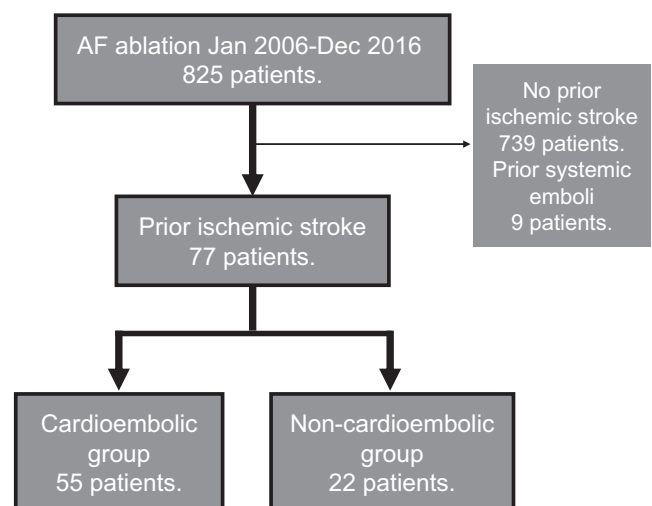 AF ablation Jan 2006-Dec 2016
825 patients.
No prior
ischemic stroke
739 patients.
Prior systemic
emboli
9 patients.
Prior ischemic stroke
77 patients.
Cardioembolic
group
55 patients.
Non-cardioembolic
group
22 patients.